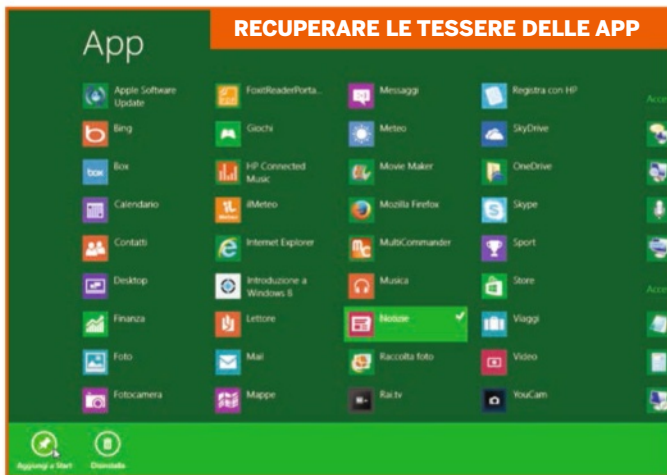 RECUPERARE LE TESSERE DELLE APP
App
Apple Software
Update
Bing
Box
Calendario
Contatti
Desktop
Finanza
Foto
Fotocamera
FoxitReaderPorta...
Giochi
HP Connected
Music
ilMeteo
Internet Explorer
Introduzione a
Windows 8
Lettore
Mail
Mappe
Messaggi
Meteo
Movie Maker
Mozilla Firefox
MultiCommander
Musica
Notizie
Raccolta foto
Rai.tv
Registra con HP
SkyDrive
OneDrive
Skype
Sport
Store
Viaggi
Video
YouCam
Aggiungi a Start
Disinstalla